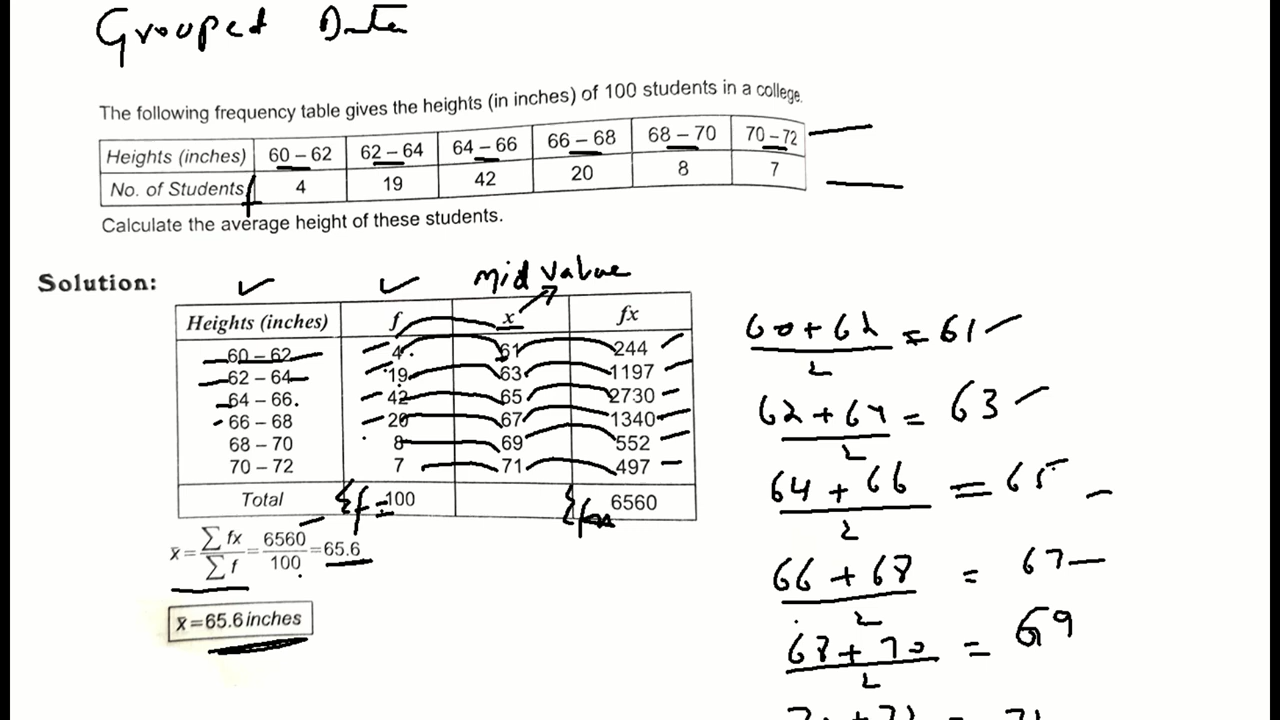 Grouped Data
The following frequency table gives the heights (in inches) of 100 students in a college.
Heights (inches) 60 – 62 62 – 64 64 – 66 66 – 68 68 – 70 70 – 72
No. of Students f 4 19 42 20 8 7
Calculate the average height of these students.
Solution:
mid value
Heights (inches) f x fx
60 – 62 4 61 244
62 – 64 19 63 1197
64 – 66 42 65 2730
66 – 68 20 67 1340
68 – 70 8 69 552
70 – 72 7 71 497
Total Σf = 100 Σfx 6560
x̄ = Σ fx / Σ f = 6560 / 100 = 65.6
x̄ = 65.6 inches
60 + 62 / 2 = 61
62 + 64 / 2 = 63
64 + 66 / 2 = 65
66 + 68 / 2 = 67
68 + 70 / 2 = 69
70 + 72 = 71